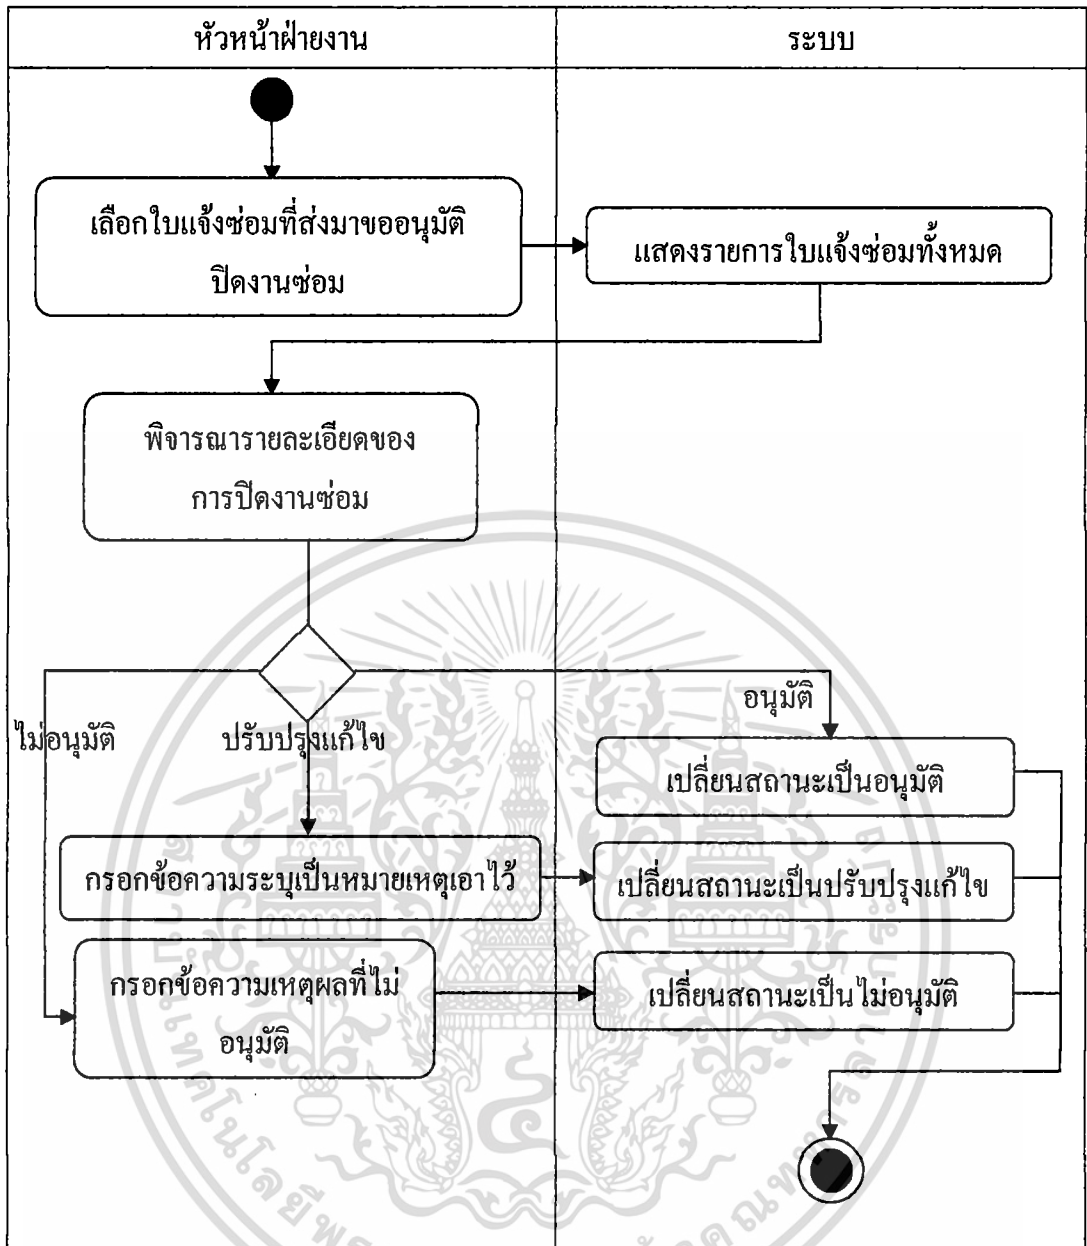 หัวหน้าฝ่ายงาน
ระบบ
เลือกใบแจ้งซ่อมที่ส่งมาขออนุมัติ
ปิดงานซ่อม
แสดงรายการใบแจ้งซ่อมทั้งหมด
พิจารณารายละเอียดของ
การปิดงานซ่อม
ไม่อนุมัติ
ปรับปรุงแก้ไข
อนุมัติ
เปลี่ยนสถานะเป็นอนุมัติ
กรอกข้อความระบุเป็นหมายเหตุเอาไว้
เปลี่ยนสถานะเป็นปรับปรุงแก้ไข
กรอกข้อความเหตุผลที่ไม่
อนุมัติ
เปลี่ยนสถานะเป็นไม่อนุมัติ